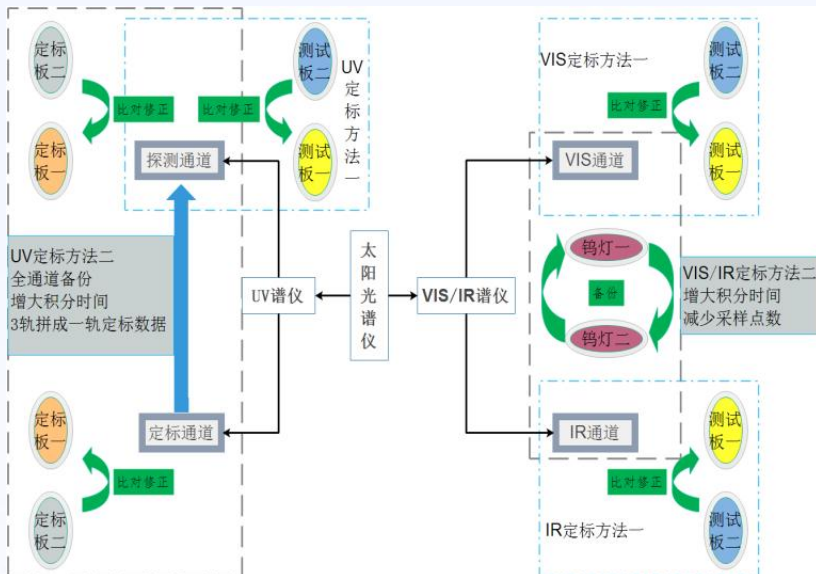 定标
板二
比对修正
定标
板一
测试
板二
比对修正
测试
板一
UV
定
标
方
法
一
探测通道
UV定标方法二
全通道备份
增大积分时间
3轨拼成一轨定标数据
UV谱仪
太
阳
光
谱
仪
VIS/IR谱仪
定标
板一
定标通道
比对修正
定标
板二
VIS定标方法一
测试
板二
比对修正
测试
板一
VIS通道
钨灯一
备份
钨灯二
VIS/IR定标方法二
增大积分时间
减少采样点数
IR通道
测试
板一
比对修正
测试
板二
IR定标方法一